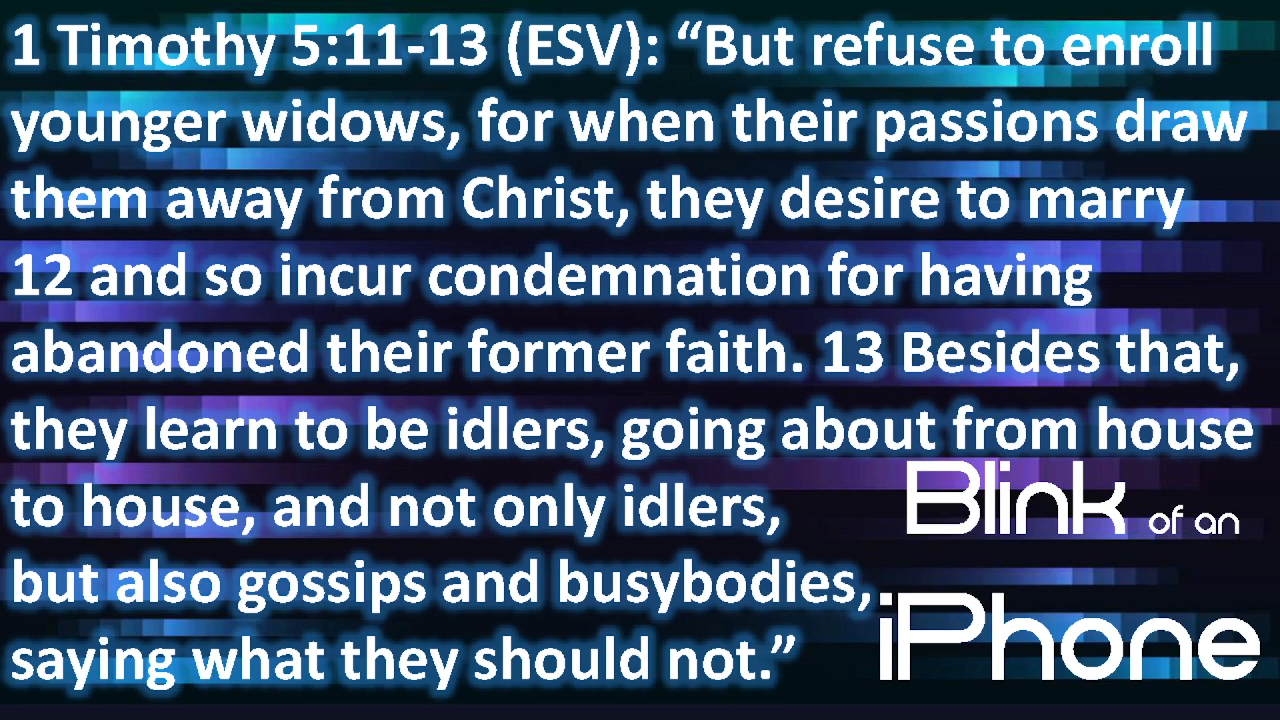 1 Timothy 5:11-13 (ESV): “But refuse to enroll
younger widows, for when their passions draw
them away from Christ, they desire to marry
12 and so incur condemnation for having
abandoned their former faith. 13 Besides that,
they learn to be idlers, going about from house
to house, and not only idlers,
but also gossips and busybodies,
saying what they should not.”
Blink of an
iPhone